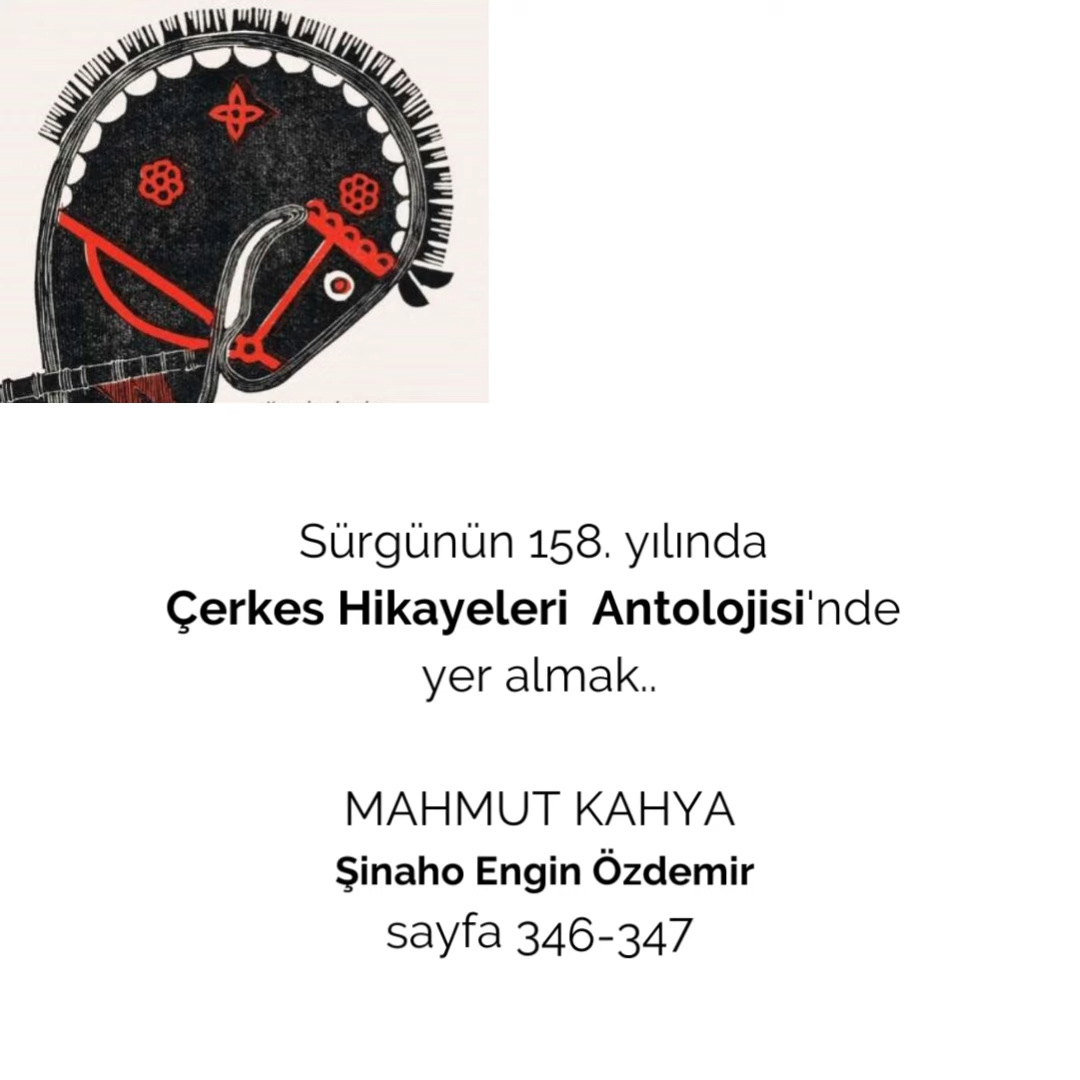 Sürgünün 158. yılında
Çerkes Hikayeleri Antolojisi'nde
yer almak..
MAHMUT KAHYA
Şinaho Engin Özdemir
sayfa 346-347